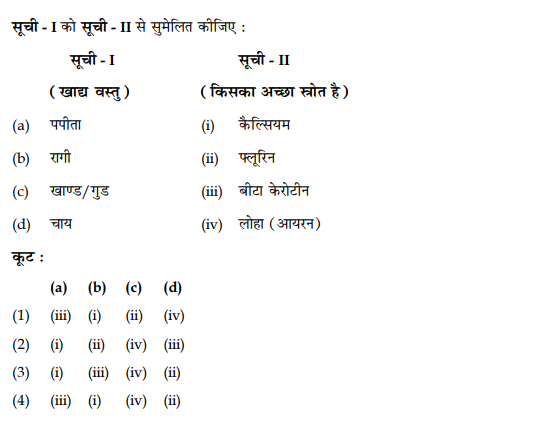 सूची - I को सूची - II से सुमेलित कीजिए :
सूची - I सूची - II
( खाद्य वस्तु ) ( किसका अच्छा स्त्रोत है )
(a) पपीता (i) कैल्सियम
(b) रागी (ii) फ्लूरिन
(c) खाण्ड/गुड (iii) बीटा केरोटीन
(d) चाय (iv) लोहा ( आयरन )
कूट :
(a) (b) (c) (d)
(1) (iii) (i) (ii) (iv)
(2) (i) (ii) (iv) (iii)
(3) (i) (iii) (iv) (ii)
(4) (iii) (i) (iv) (ii)